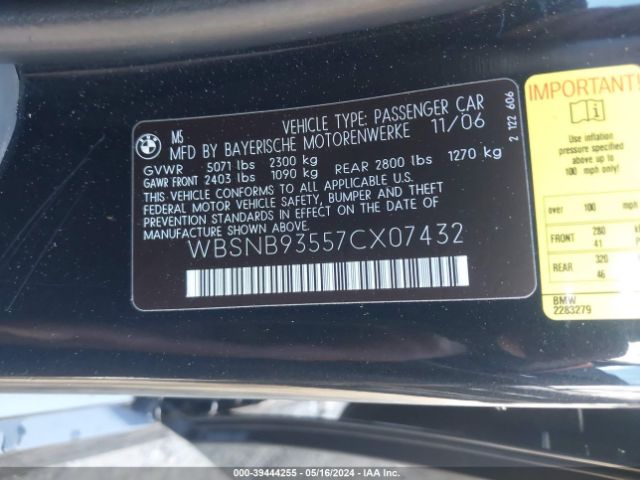 BMW
M5
VEHICLE TYPE: PASSENGER CAR
MFD BY BAYERISCHE MOTORENWERKE 11/06
GVWR 5071 lbs 2300 kg
GAWR FRONT 2403 lbs 1090 kg REAR 2800 lbs 1270 kg
THIS VEHICLE CONFORMS TO ALL APPLICABLE U.S.
FEDERAL MOTOR VEHICLE SAFETY, BUMPER, AND THEFT
PREVENTION STANDARDS IN EFFECT ON THE DATE OF
MANUFACTURE SHOWN ABOVE.
WBSNB93557CX07432
2 122 606
IMPORTANT!
Use inflation
pressure specified
above up to
100 mph only!
over 100 mph
FRONT 280
41
REAR 320
46
BMW
2283279
000-39444255 - 05/16/2024 - IAA Inc.